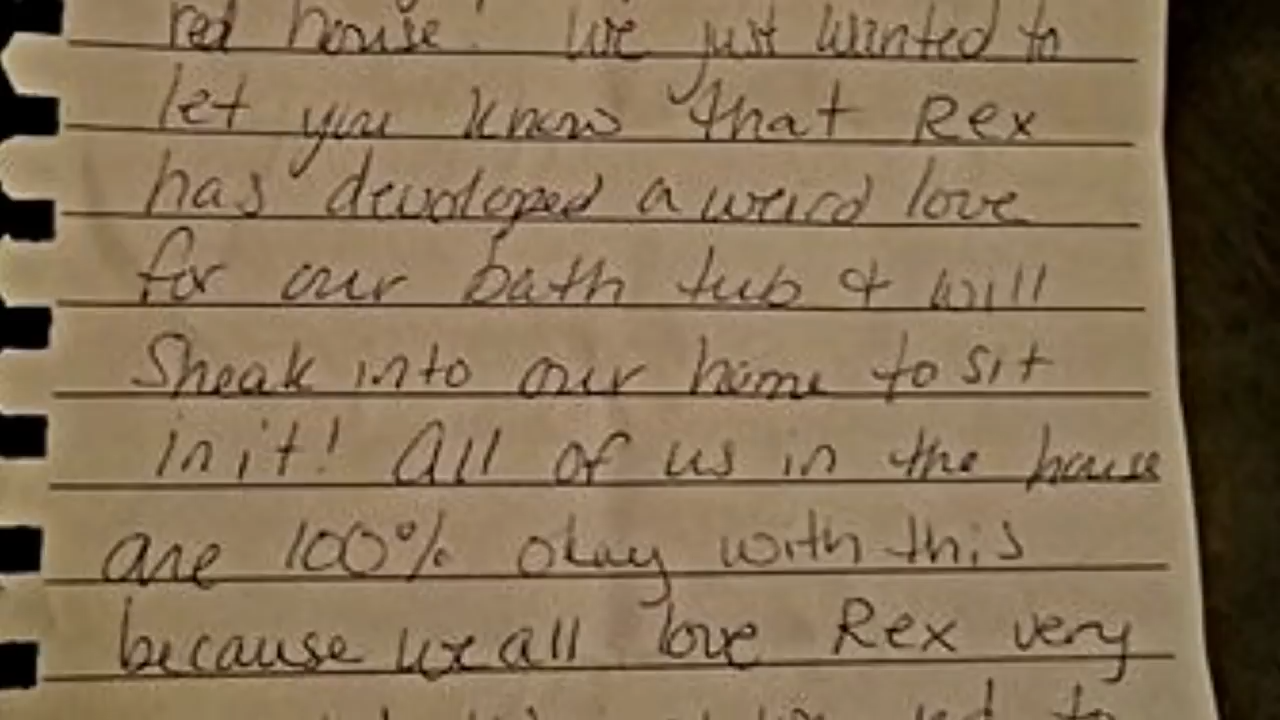 red house! We just wanted to
let you know that Rex
has devoloped a weird love
for our bath tub & will
Sneak into our home to sit
in it! All of us in the house
are 100% okay with this
because we all love Rex very